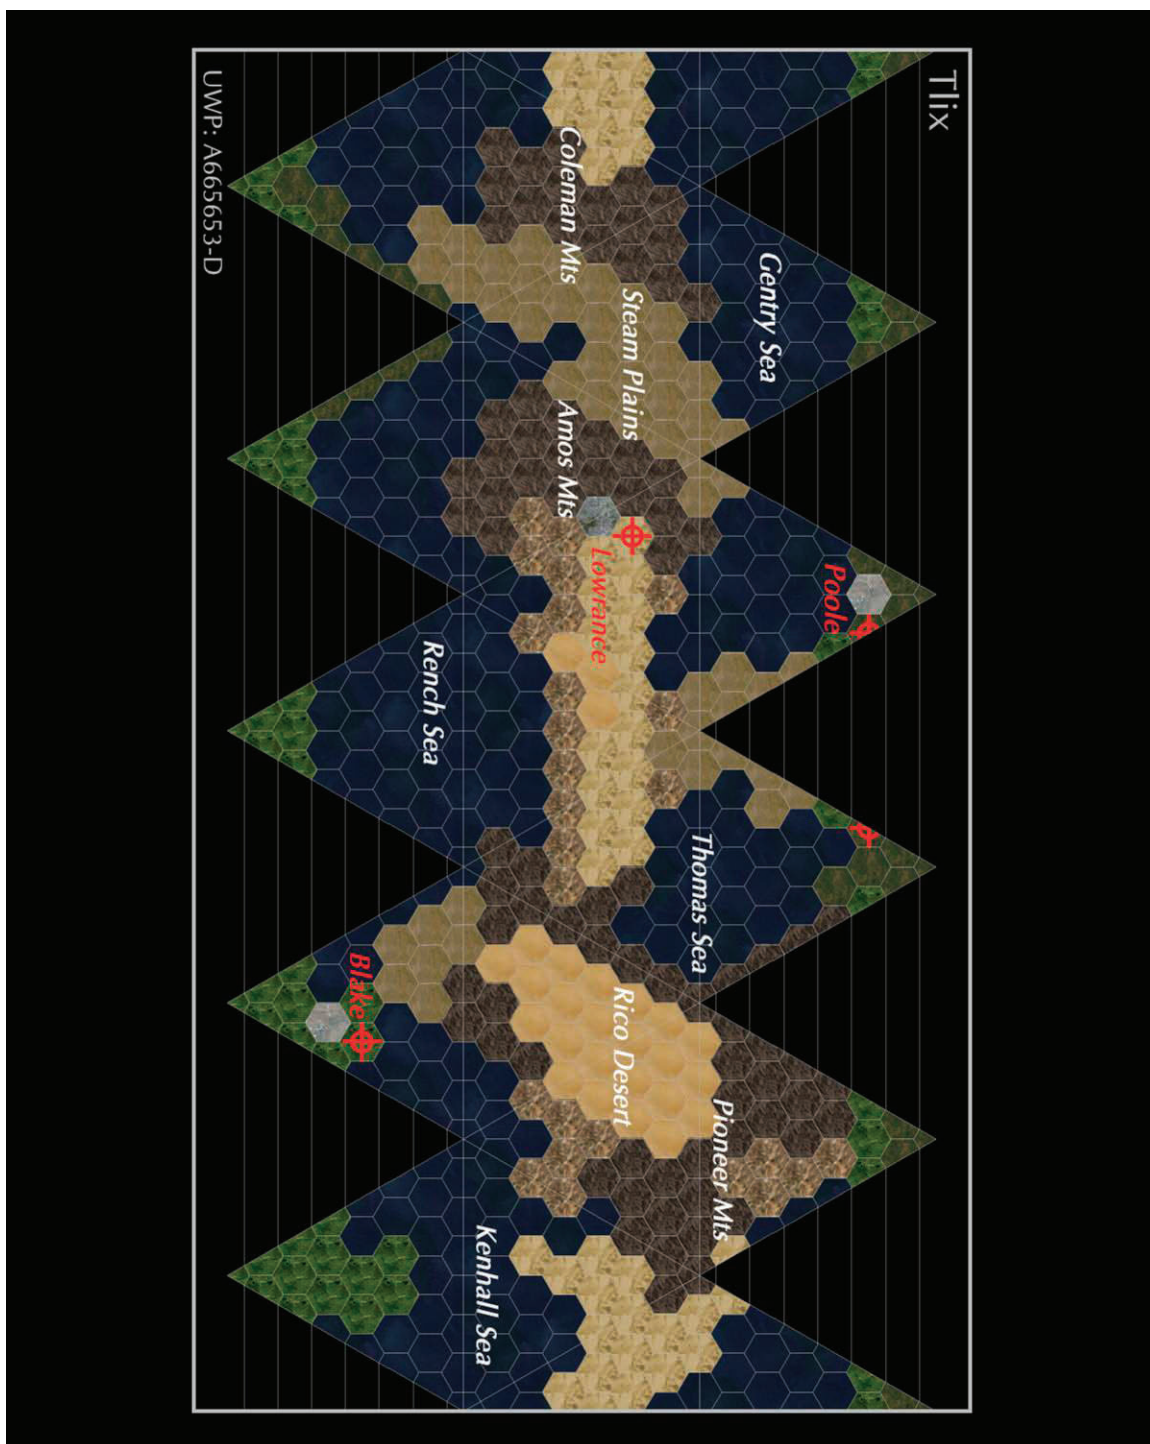 Tlix
Gentry Sea
Coleman Mts
Steam Plains
Amos Mts
Poole
Lowrance
Rench Sea
Thomas Sea
Blake
Rico Desert
Pioneer Mts
Kenhall Sea
UWP: A665653-D